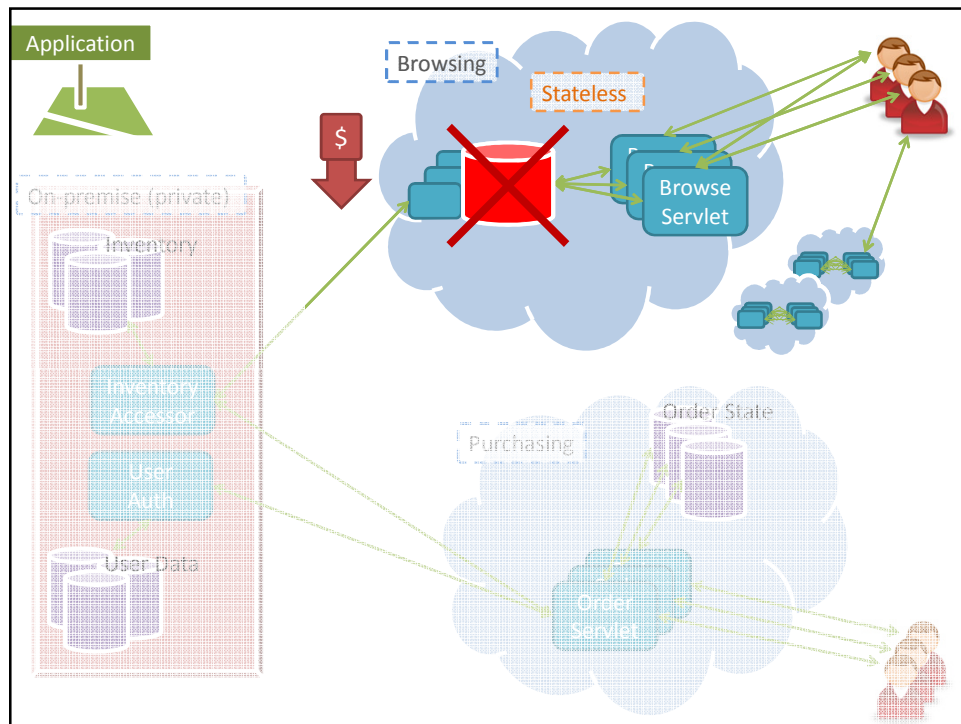 Application
Browsing
Stateless
$
On-premise (private)
Inventory
Browse
Servlet
Inventory
Accessor
User
Auth
User Data
Order State
Purchasing
Order
Servlet